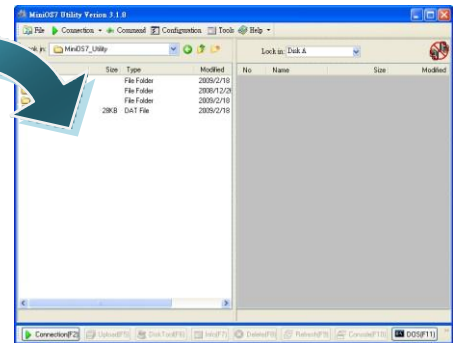 MiniOS7 Utility Verion 3.1.0
File Connection Command Configuration Tools Help
Look in: MiniOS7_Utility
Lock in: Disk A
Size Type Modified
No Name Size Modified
File Folder 2009/2/18
File Folder 2008/12/2
File Folder 2009/2/18
28KB DAT File 2009/2/18
Connection(F2) Upload(F5) DiskTool(F6) Info(F7) Delete(F8) Refresh(F9) Console(F10) DOS(F11)